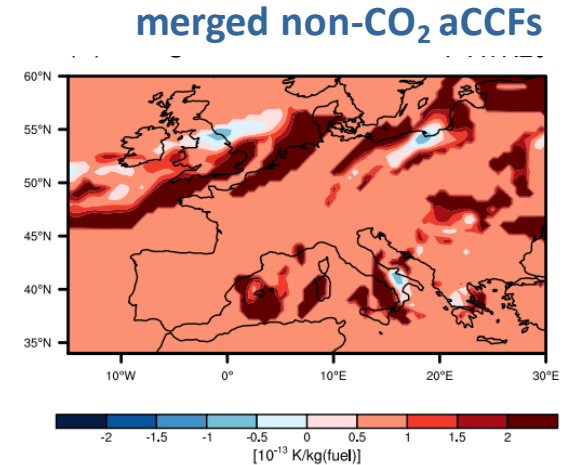 merged non-CO₂ aCCFs
60°N
55°N
50°N
45°N
40°N
35°N
10°W 0° 10°E 20°E 30°E
-2 -1.5 -1 -0.5 0 0.5 1 1.5 2
[10⁻¹³ K/kg(fuel)]